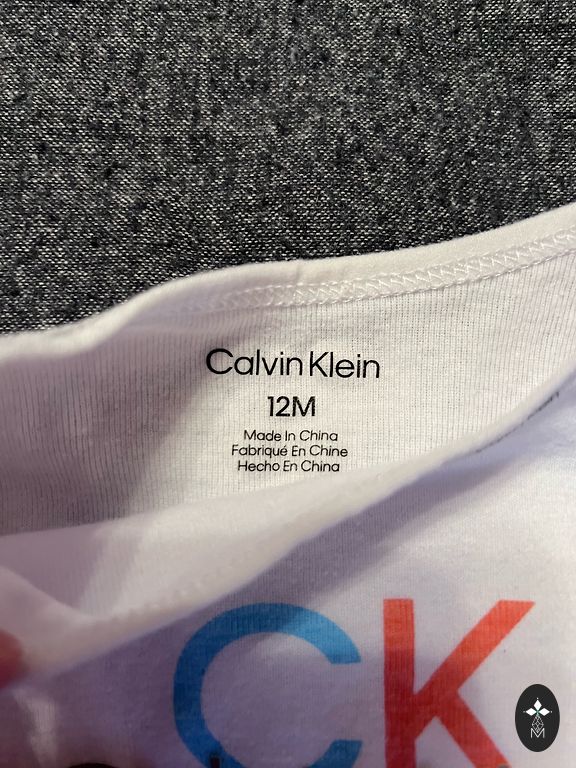 Calvin Klein
12M
Made In China
Fabriqué En Chine
Hecho En China
CK
M